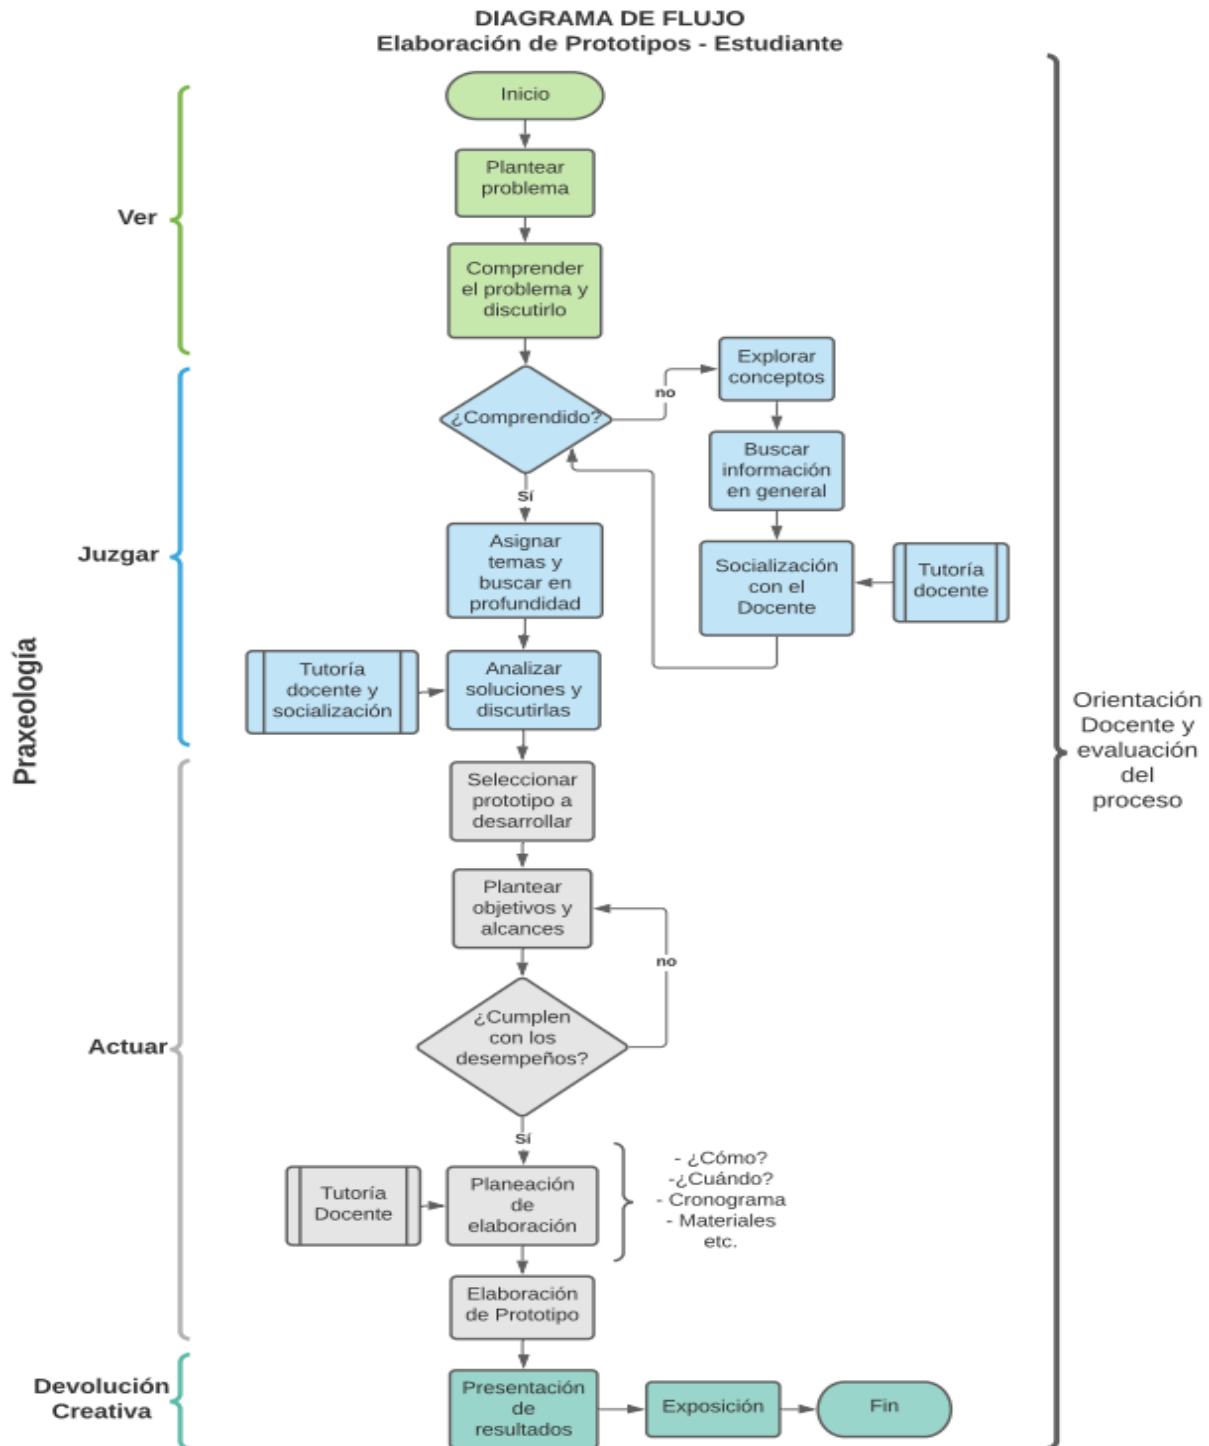 DIAGRAMA DE FLUJO
Elaboración de Prototipos - Estudiante
Inicio
Plantear
problema
Ver
Comprender
el problema y
discutirlo
¿Comprendido?
no
Explorar
conceptos
Buscar
información
en general
Sí
Juzgar
Asignar
temas y
buscar en
profundidad
Socialización
con el
Docente
Tutoría
docente
Tutoría
docente y
socialización
Analizar
soluciones y
discutirlas
Praxeología
Orientación
Docente y
evaluación
del
proceso
Seleccionar
prototipo a
desarrollar
Plantear
objetivos y
alcances
no
Actuar
¿Cumplen
con los
desempeños?
Sí
Tutoría
Docente
Planeación
de
elaboración
- ¿Cómo?
-¿Cuándo?
- Cronograma
- Materiales
etc.
Elaboración
de Prototipo
Devolución
Creativa
Presentación
de
resultados
Exposición
Fin